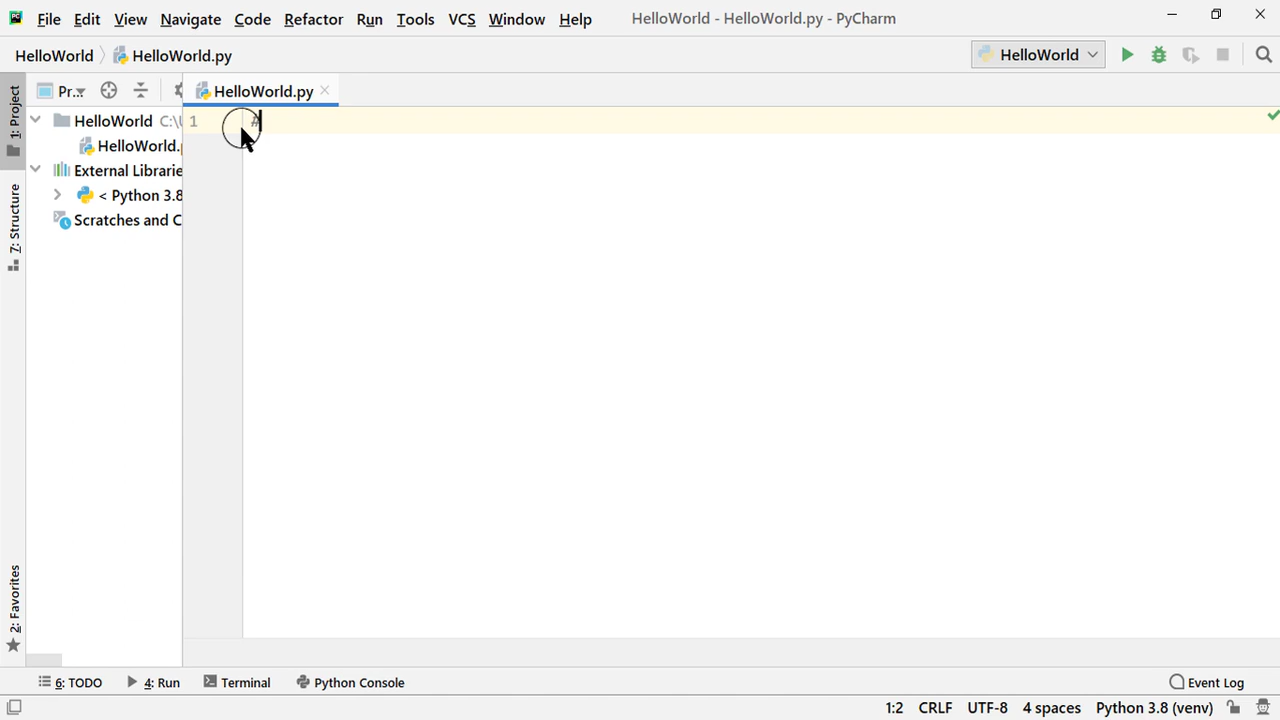 File Edit View Navigate Code Refactor Run Tools VCS Window Help HelloWorld - HelloWorld.py - PyCharm
HelloWorld HelloWorld.py HelloWorld
1: Project
Pr...
HelloWorld.py
HelloWorld C:\
1 #
HelloWorld.
External Librarie
< Python 3.8
Scratches and C
7: Structure
2: Favorites
6: TODO 4: Run Terminal Python Console Event Log
1:2 CRLF UTF-8 4 spaces Python 3.8 (venv)